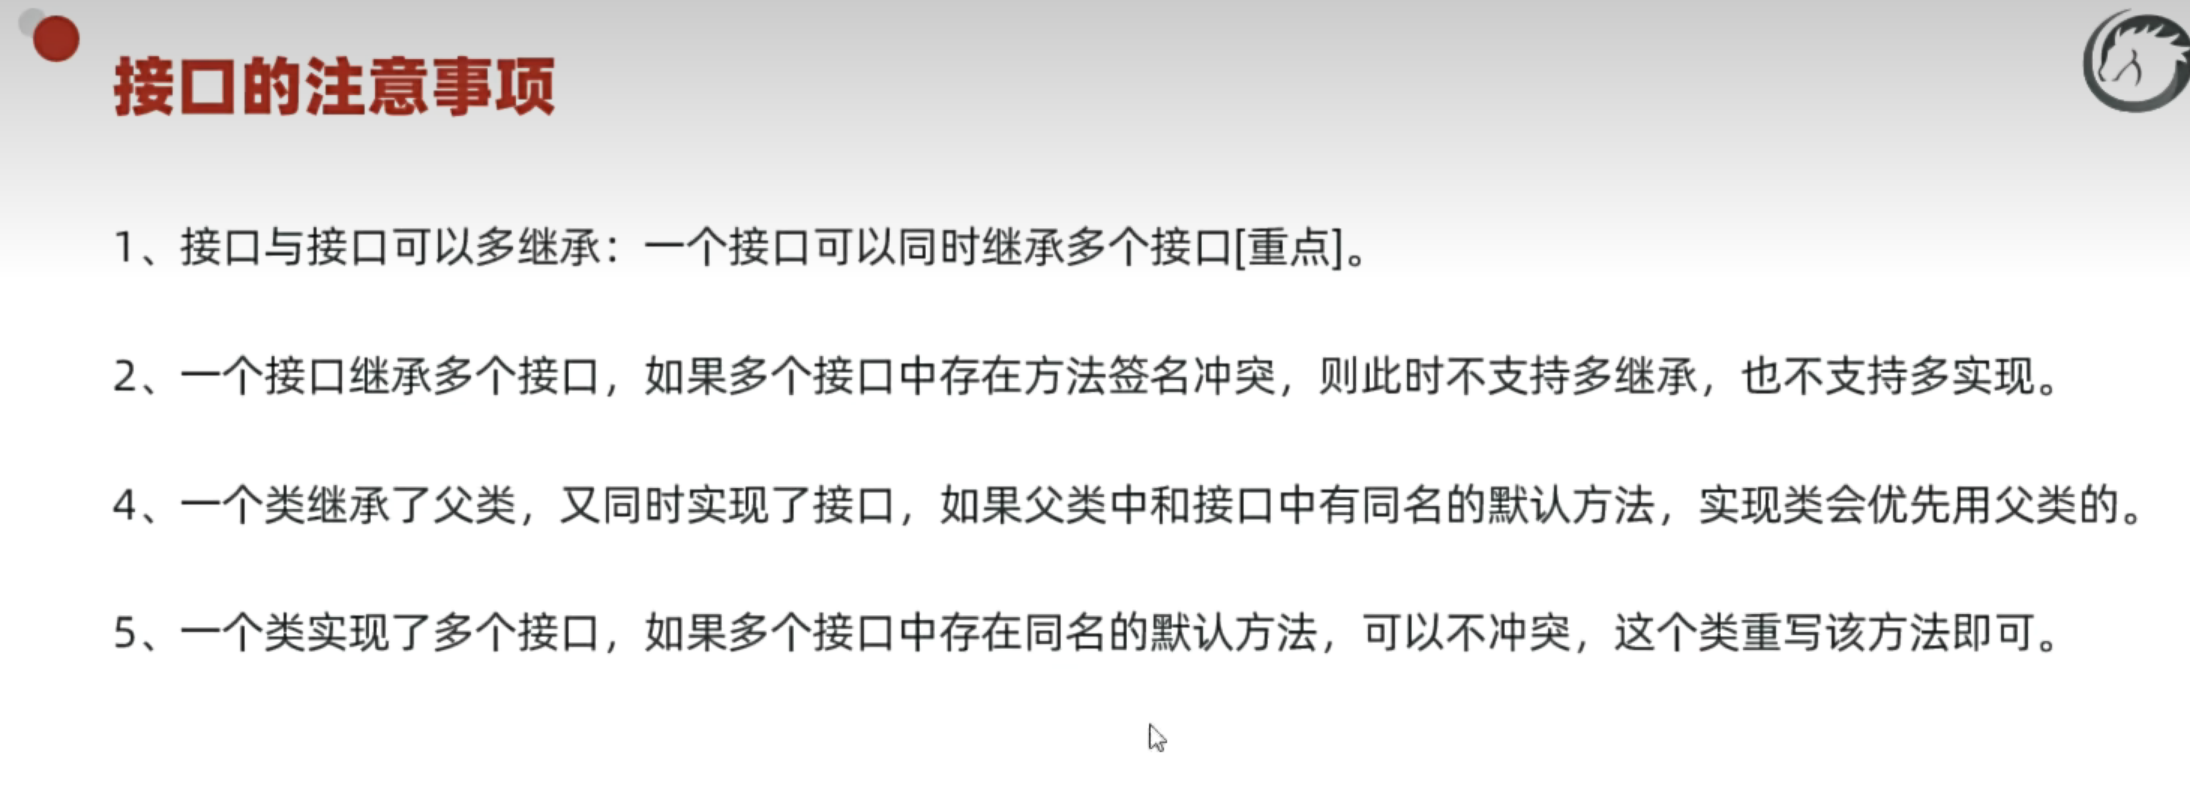 接口的注意事项
1、接口与接口可以多继承：一个接口可以同时继承多个接口[重点]。
2、一个接口继承多个接口，如果多个接口中存在方法签名冲突，则此时不支持多继承，也不支持多实现。
4、一个类继承了父类，又同时实现了接口，如果父类中和接口中有同名的默认方法，实现类会优先用父类的。
5、一个类实现了多个接口，如果多个接口中存在同名的默认方法，可以不冲突，这个类重写该方法即可。